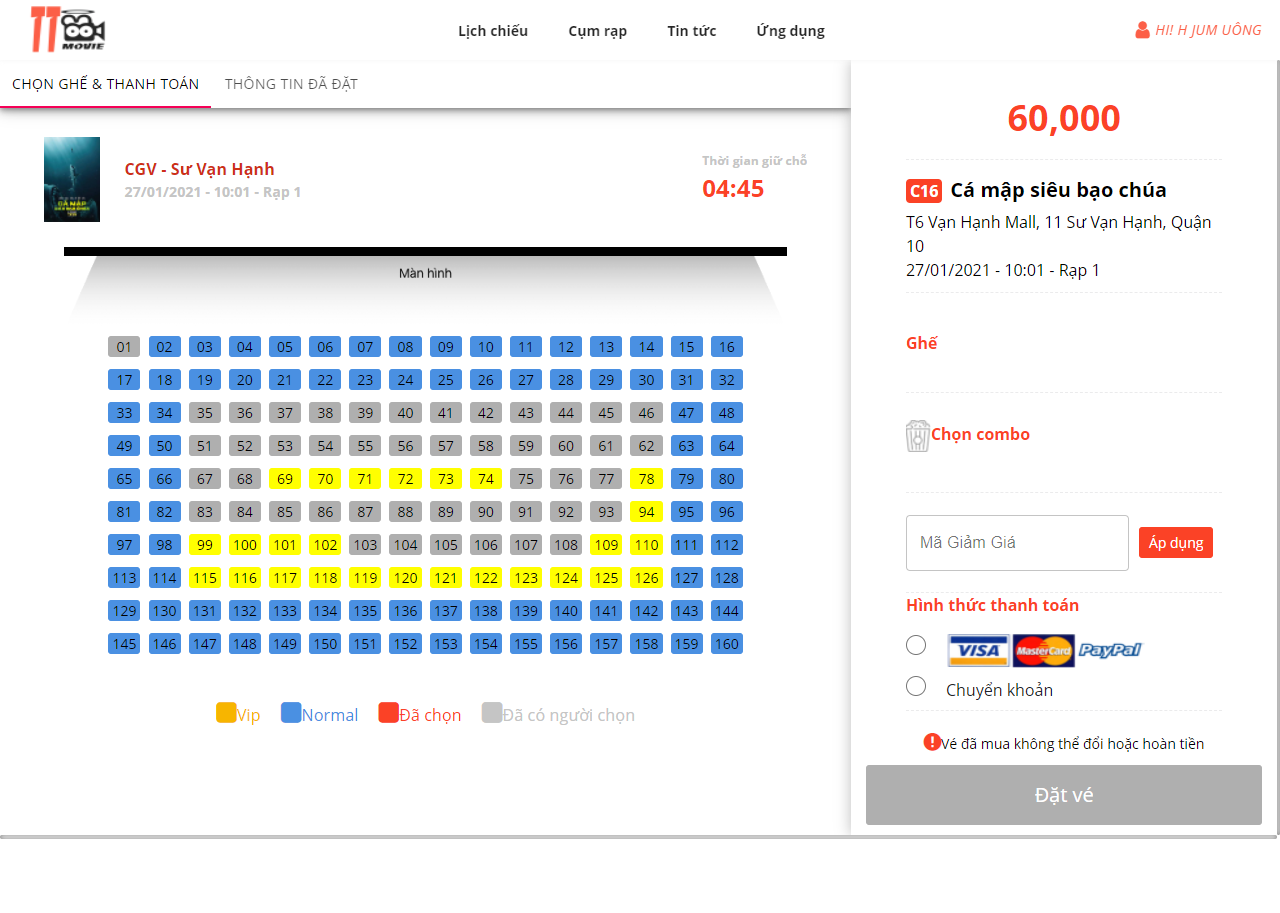 TT MOVIE
Lịch chiếu Cụm rạp Tin tức Ứng dụng
HI! H JUM UÔNG
CHỌN GHẾ & THANH TOÁN THÔNG TIN ĐÃ ĐẶT
CGV - Sư Vạn Hạnh
27/01/2021 - 10:01 - Rạp 1
Thời gian giữ chỗ
04:45
Màn hình
01 02 03 04 05 06 07 08 09 10 11 12 13 14 15 16
17 18 19 20 21 22 23 24 25 26 27 28 29 30 31 32
33 34 35 36 37 38 39 40 41 42 43 44 45 46 47 48
49 50 51 52 53 54 55 56 57 58 59 60 61 62 63 64
65 66 67 68 69 70 71 72 73 74 75 76 77 78 79 80
81 82 83 84 85 86 87 88 89 90 91 92 93 94 95 96
97 98 99 100 101 102 103 104 105 106 107 108 109 110 111 112
113 114 115 116 117 118 119 120 121 122 123 124 125 126 127 128
129 130 131 132 133 134 135 136 137 138 139 140 141 142 143 144
145 146 147 148 149 150 151 152 153 154 155 156 157 158 159 160
Vip Normal Đã chọn Đã có người chọn
60,000
C16 Cá mập siêu bạo chúa
T6 Vạn Hạnh Mall, 11 Sư Vạn Hạnh, Quận
10
27/01/2021 - 10:01 - Rạp 1
Ghế
Chọn combo
Mã Giảm Giá Áp dụng
Hình thức thanh toán
VISA MasterCard PayPal
Chuyển khoản
Vé đã mua không thể đổi hoặc hoàn tiền
Đặt vé